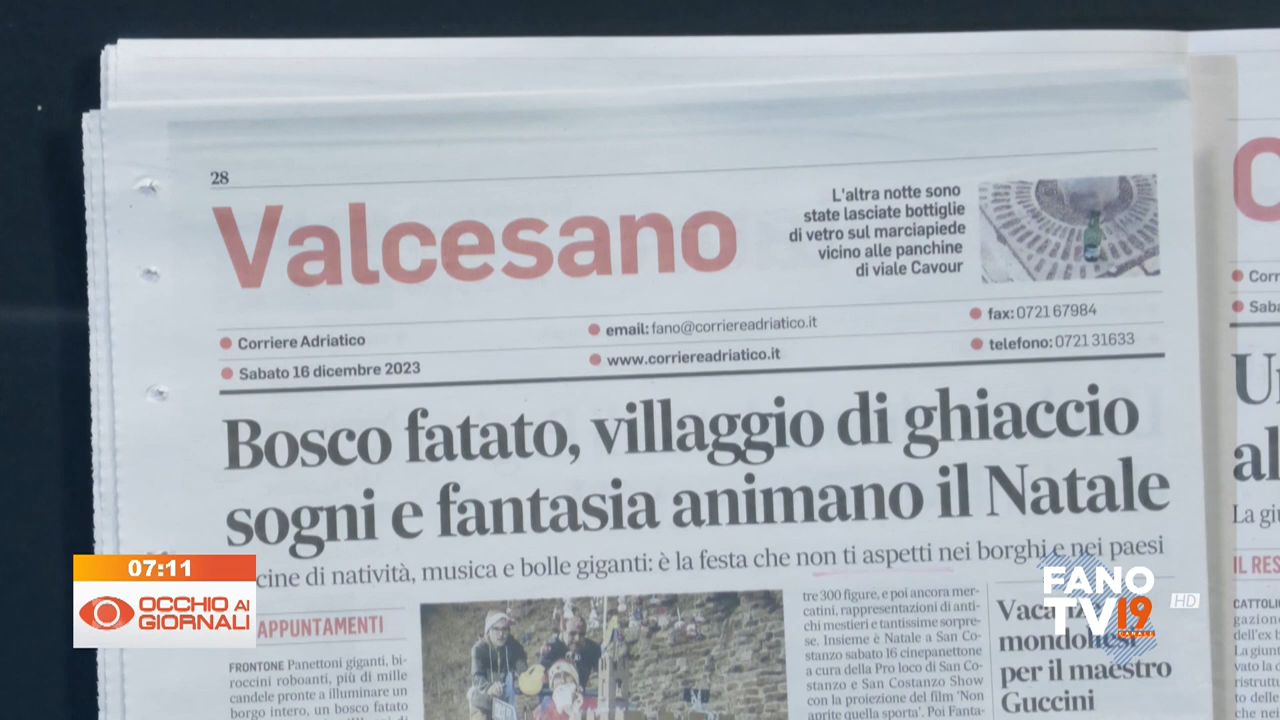 28
Valcesano
L'altra notte sono
state lasciate bottiglie
di vetro sul marciapiede
vicino alle panchine
di viale Cavour
Corriere Adriatico
Sabato 16 dicembre 2023
email: fano@corriereadriatico.it
www.corriereadriatico.it
fax: 0721 67984
telefono: 0721 31633
Bosco fatato, villaggio di ghiaccio
sogni e fantasia animano il Natale
cine di natività, musica e bolle giganti: è la festa che non ti aspetti nei borghi e nei paesi
APPUNTAMENTI
FRONTONE Panettoni giganti, bi-
roccini roboanti, più di mille
candele pronte a illuminare un
borgo intero, un bosco fatato
tre 300 figure, e poi ancora mer-
catini, rappresentazioni di anti-
chi mestieri e tantissime sorpre-
se. Insieme è Natale a San Co-
stanzo sabato 16 cinepanettone
a cura della Pro loco di San Co-
stanzo e San Costanzo Show
con la proiezione del film 'Non
aprite quella sporta'. Poi Fanta-
mondolfesi
per il maestro
Guccini
Corr
Saba
La giu
IL RES
CATTOLI
gazione
dell'ex
La giunt
vato la
ristruttu
07:11
OCCHIO AI
GIORNALI
FANO
TV19
CANALE
HD